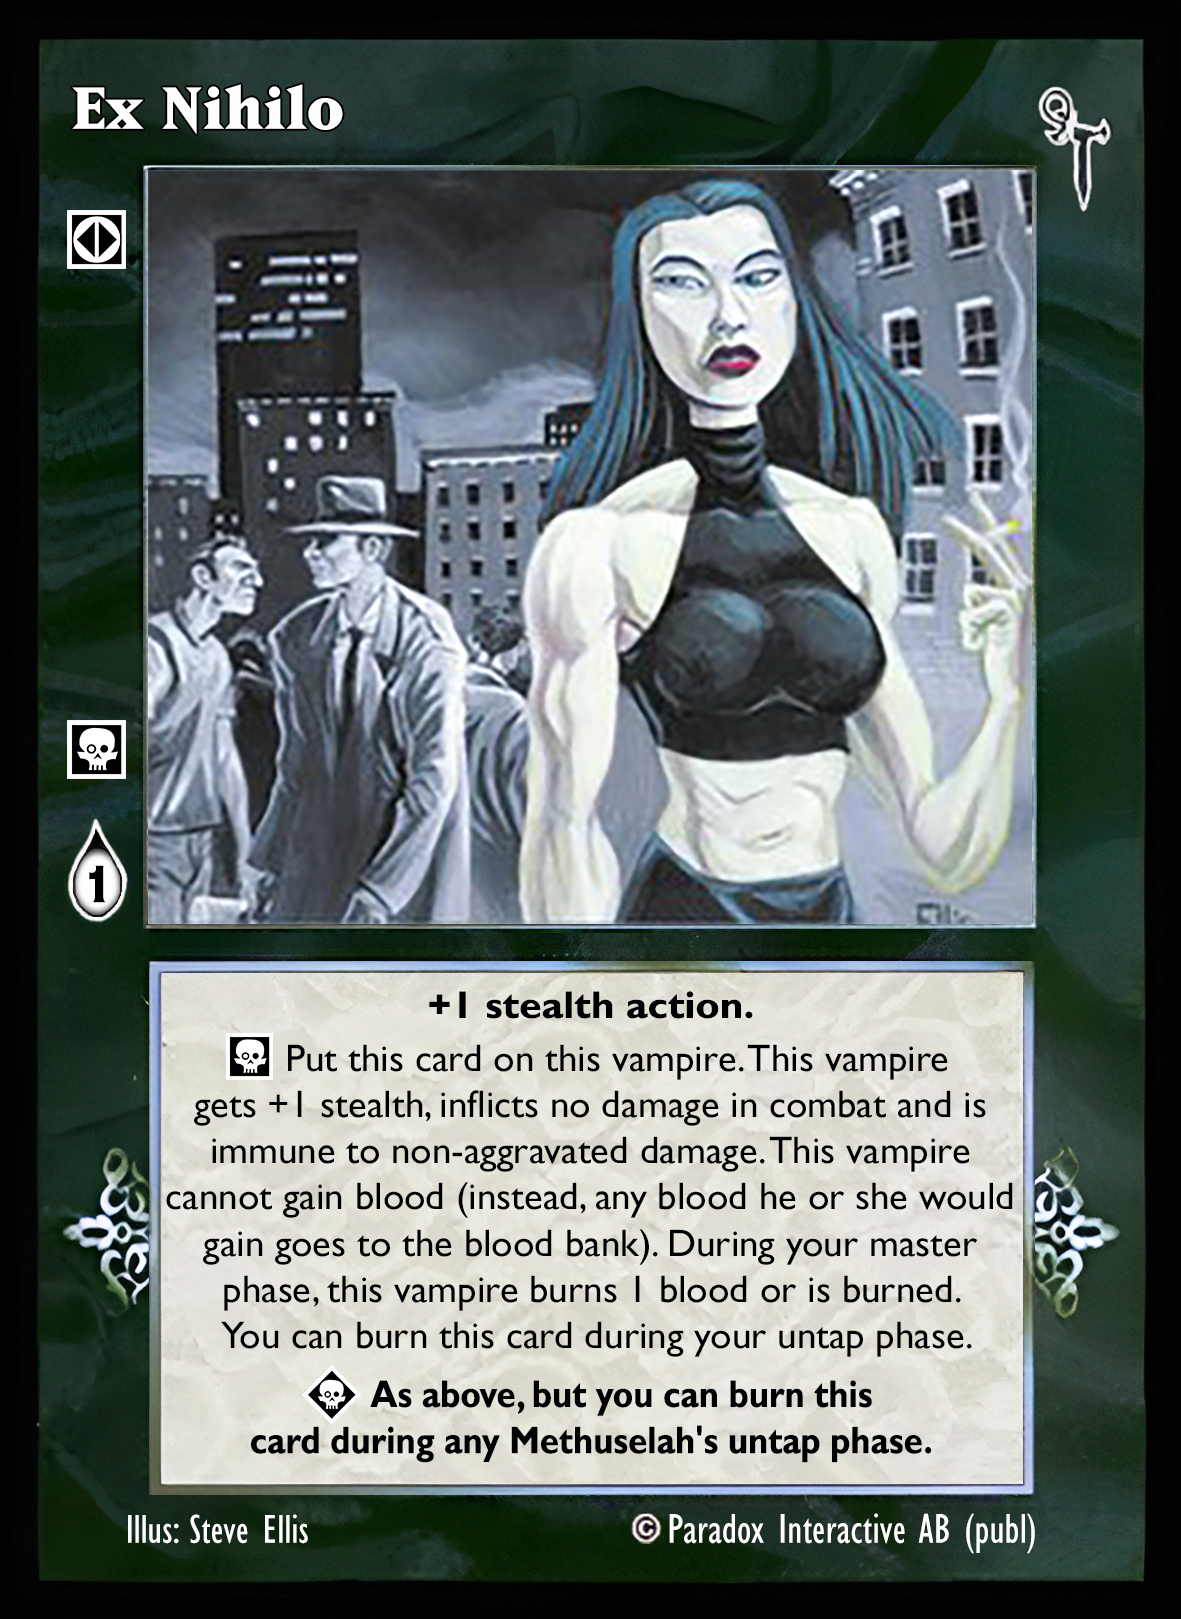 Ex Nihilo
1
+1 stealth action.
Put this card on this vampire. This vampire
gets +1 stealth, inflicts no damage in combat and is
immune to non-aggravated damage. This vampire
cannot gain blood (instead, any blood he or she would
gain goes to the blood bank). During your master
phase, this vampire burns 1 blood or is burned.
You can burn this card during your untap phase.
As above, but you can burn this
card during any Methuselah's untap phase.
Illus: Steve Ellis
© Paradox Interactive AB (publ)